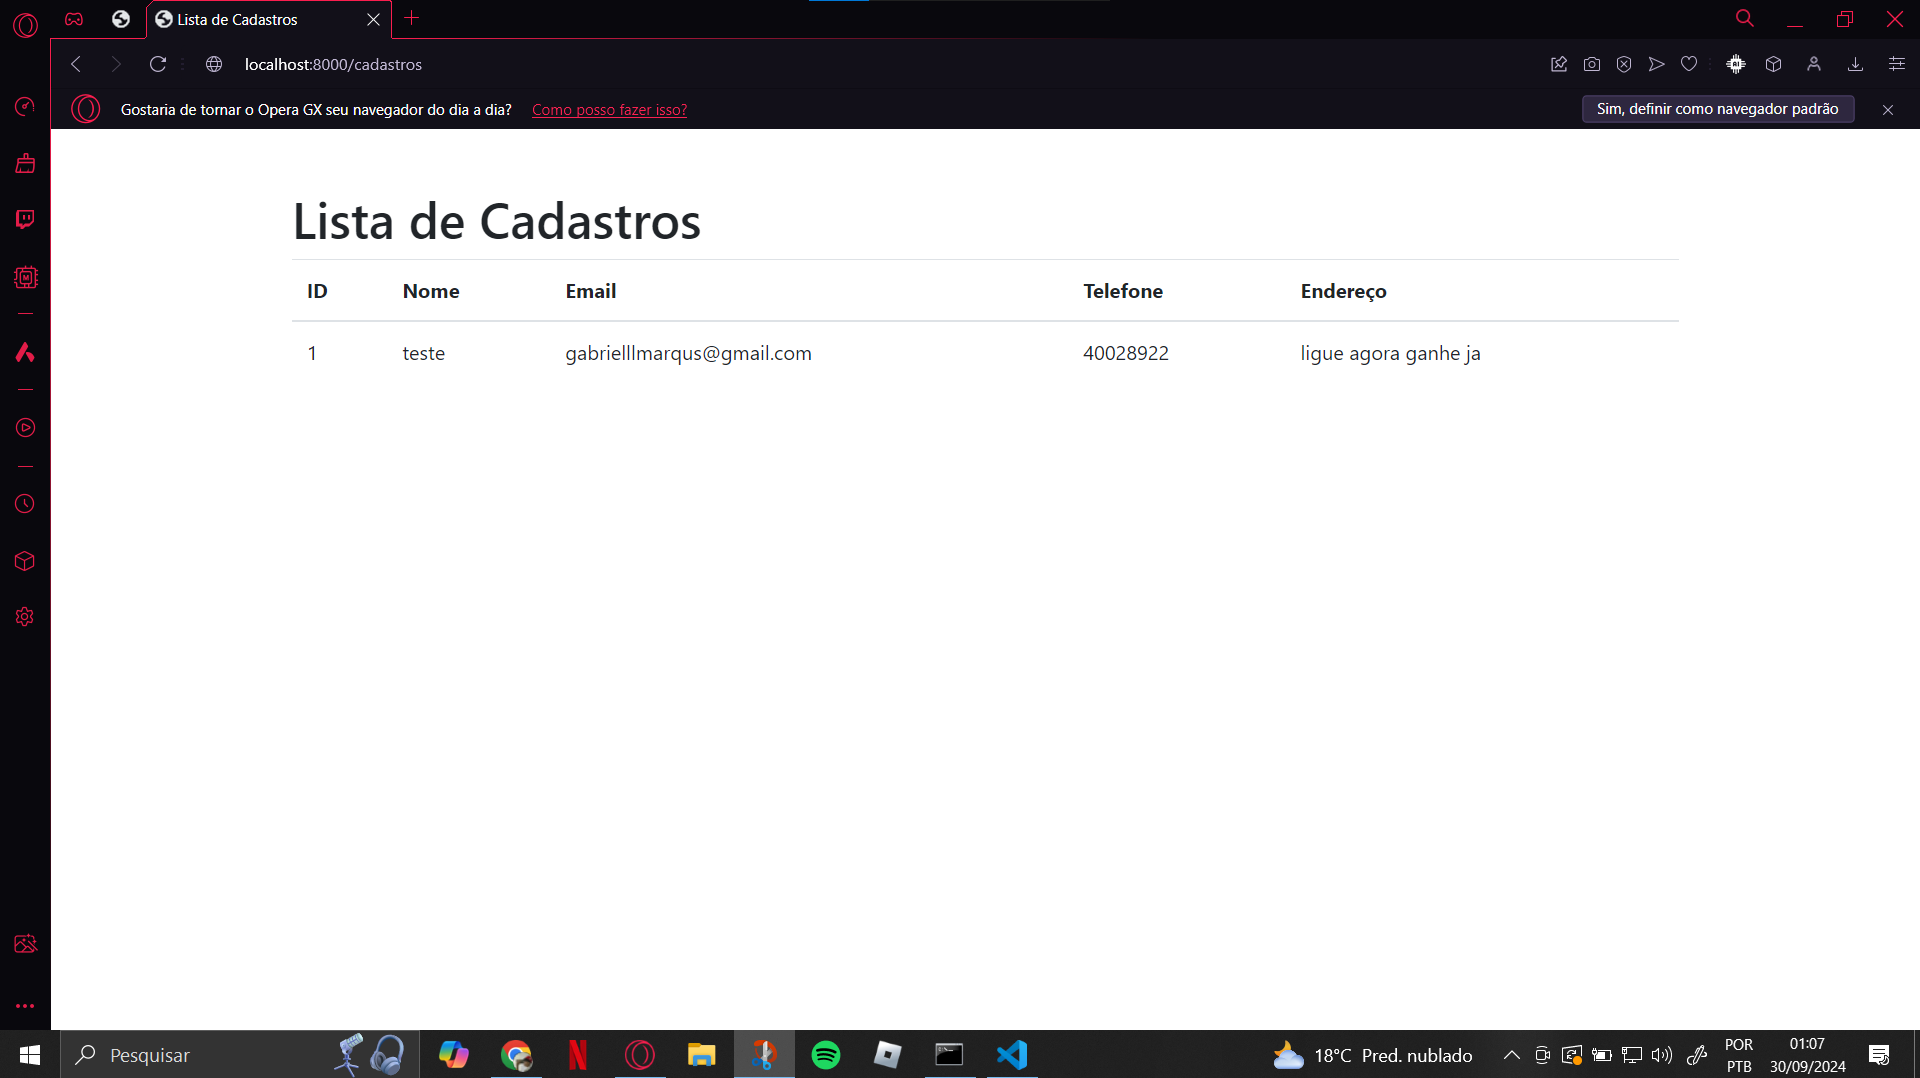 Lista de Cadastros
localhost:8000/cadastros
Gostaria de tornar o Opera GX seu navegador do dia a dia? Como posso fazer isso? Sim, definir como navegador padrão
Lista de Cadastros
ID Nome Email Telefone Endereço
1 teste gabrielllmarqus@gmail.com 40028922 ligue agora ganhe ja
Pesquisar 18°C Pred. nublado POR 01:07
PTB 30/09/2024